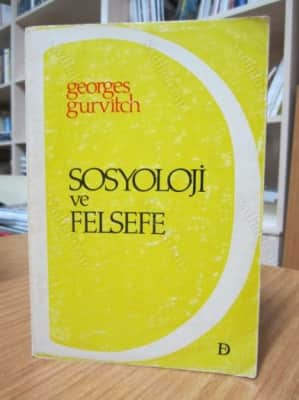 georges
gurvitch
SOSYOLOJİ
ve
FELSEFE